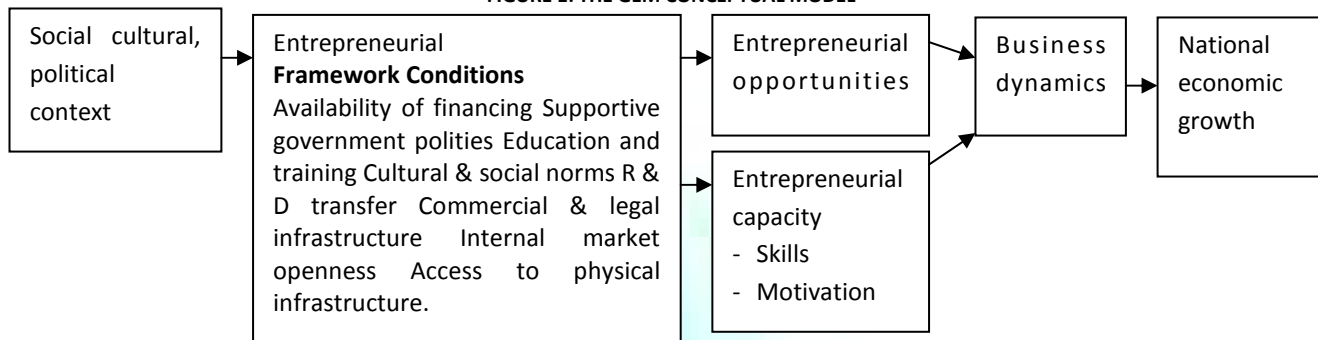 Social cultural,
political
context
Entrepreneurial
Framework Conditions
Availability of financing Supportive
government polities Education and
training Cultural & social norms R &
D transfer Commercial & legal
infrastructure Internal market
openness Access to physical
infrastructure.
Entrepreneurial
opportunities
Entrepreneurial
capacity
- Skills
- Motivation
Business
dynamics
National
economic
growth